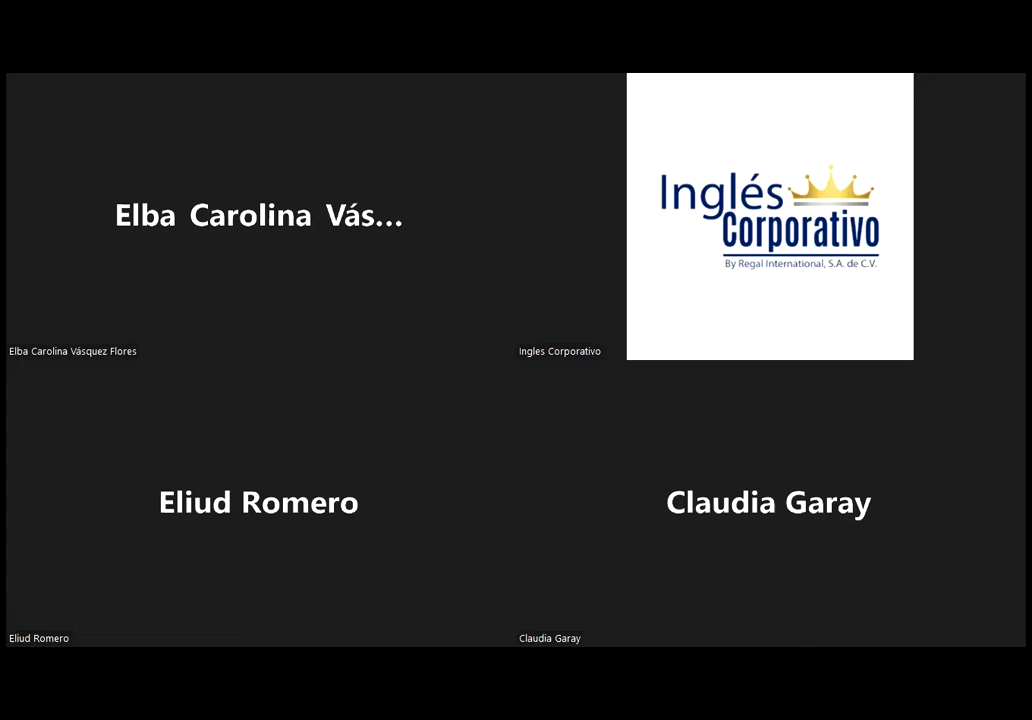 Elba Carolina Vás...
Elba Carolina Vásquez Flores
Inglés
Corporativo
By Regal International, S.A. de C.V.
Ingles Corporativo
Eliud Romero
Eliud Romero
Claudia Garay
Claudia Garay